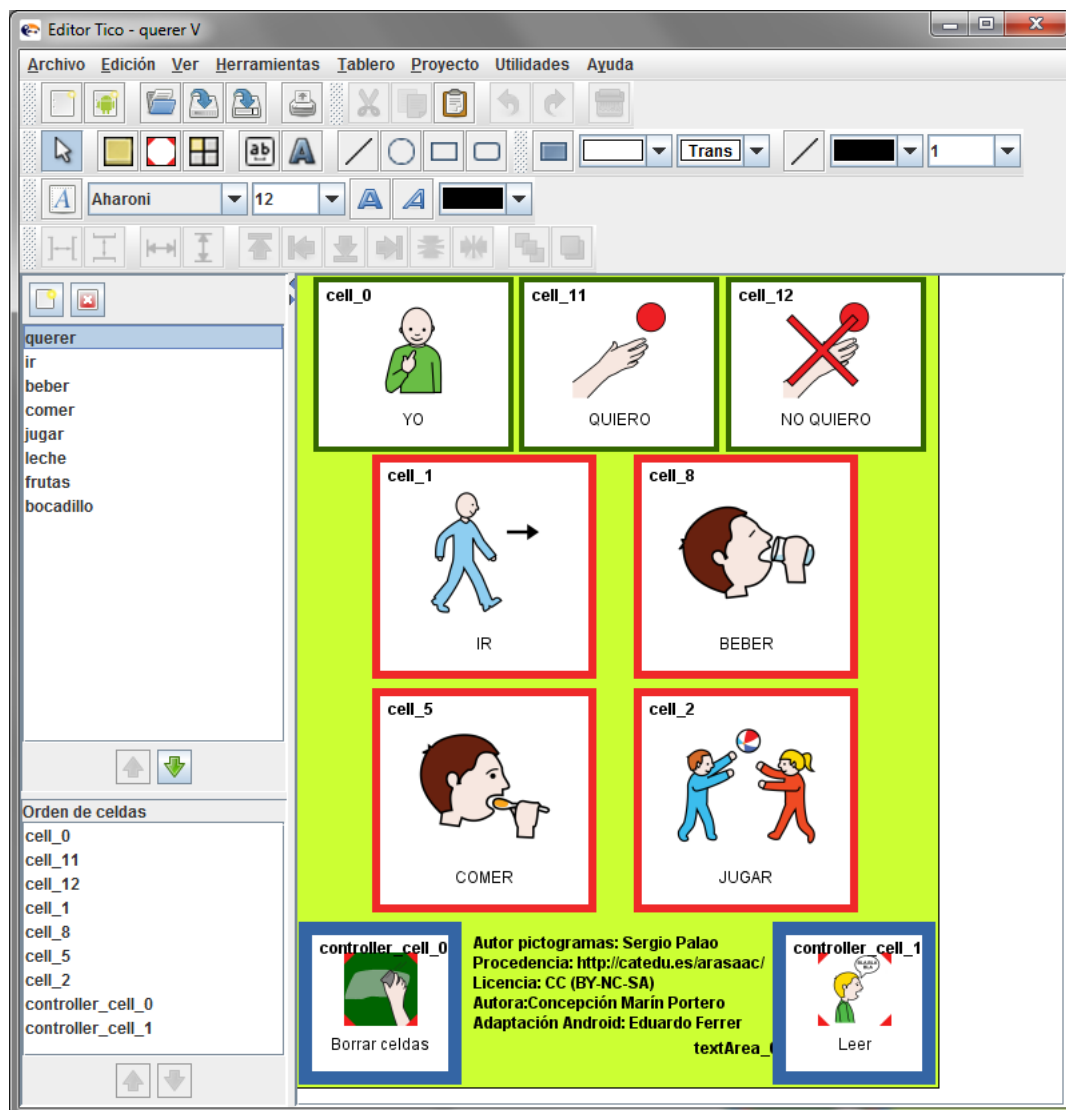 Editor Tico - querer V
Archivo Edición Ver Herramientas Tablero Proyecto Utilidades Ayuda
ab A Trans 1
A Aharoni 12 A A
querer
ir
beber
comer
jugar
leche
frutas
bocadillo
Orden de celdas
cell_0
cell_11
cell_12
cell_1
cell_8
cell_5
cell_2
controller_cell_0
controller_cell_1
cell_0 cell_11 cell_12
YO QUIERO NO QUIERO
cell_1 cell_8
IR BEBER
cell_5 cell_2
COMER JUGAR
controller_cell_0
Borrar celdas
Autor pictogramas: Sergio Palao
Procedencia: http://catedu.es/arasaac/
Licencia: CC (BY-NC-SA)
Autora:Concepción Marín Portero
Adaptación Android: Eduardo Ferrer
controller_cell_1
Leer